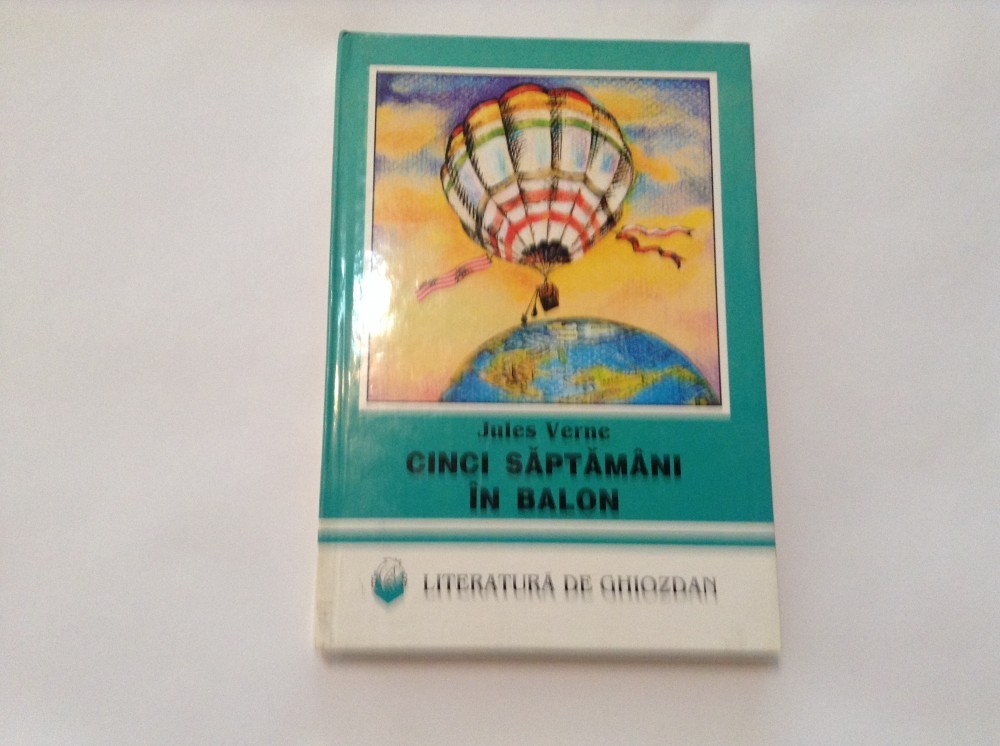 Jules Verne
CINCI SĂPTĂMÂNI
ÎN BALON
LITERATURĂ DE GHIOZDAN